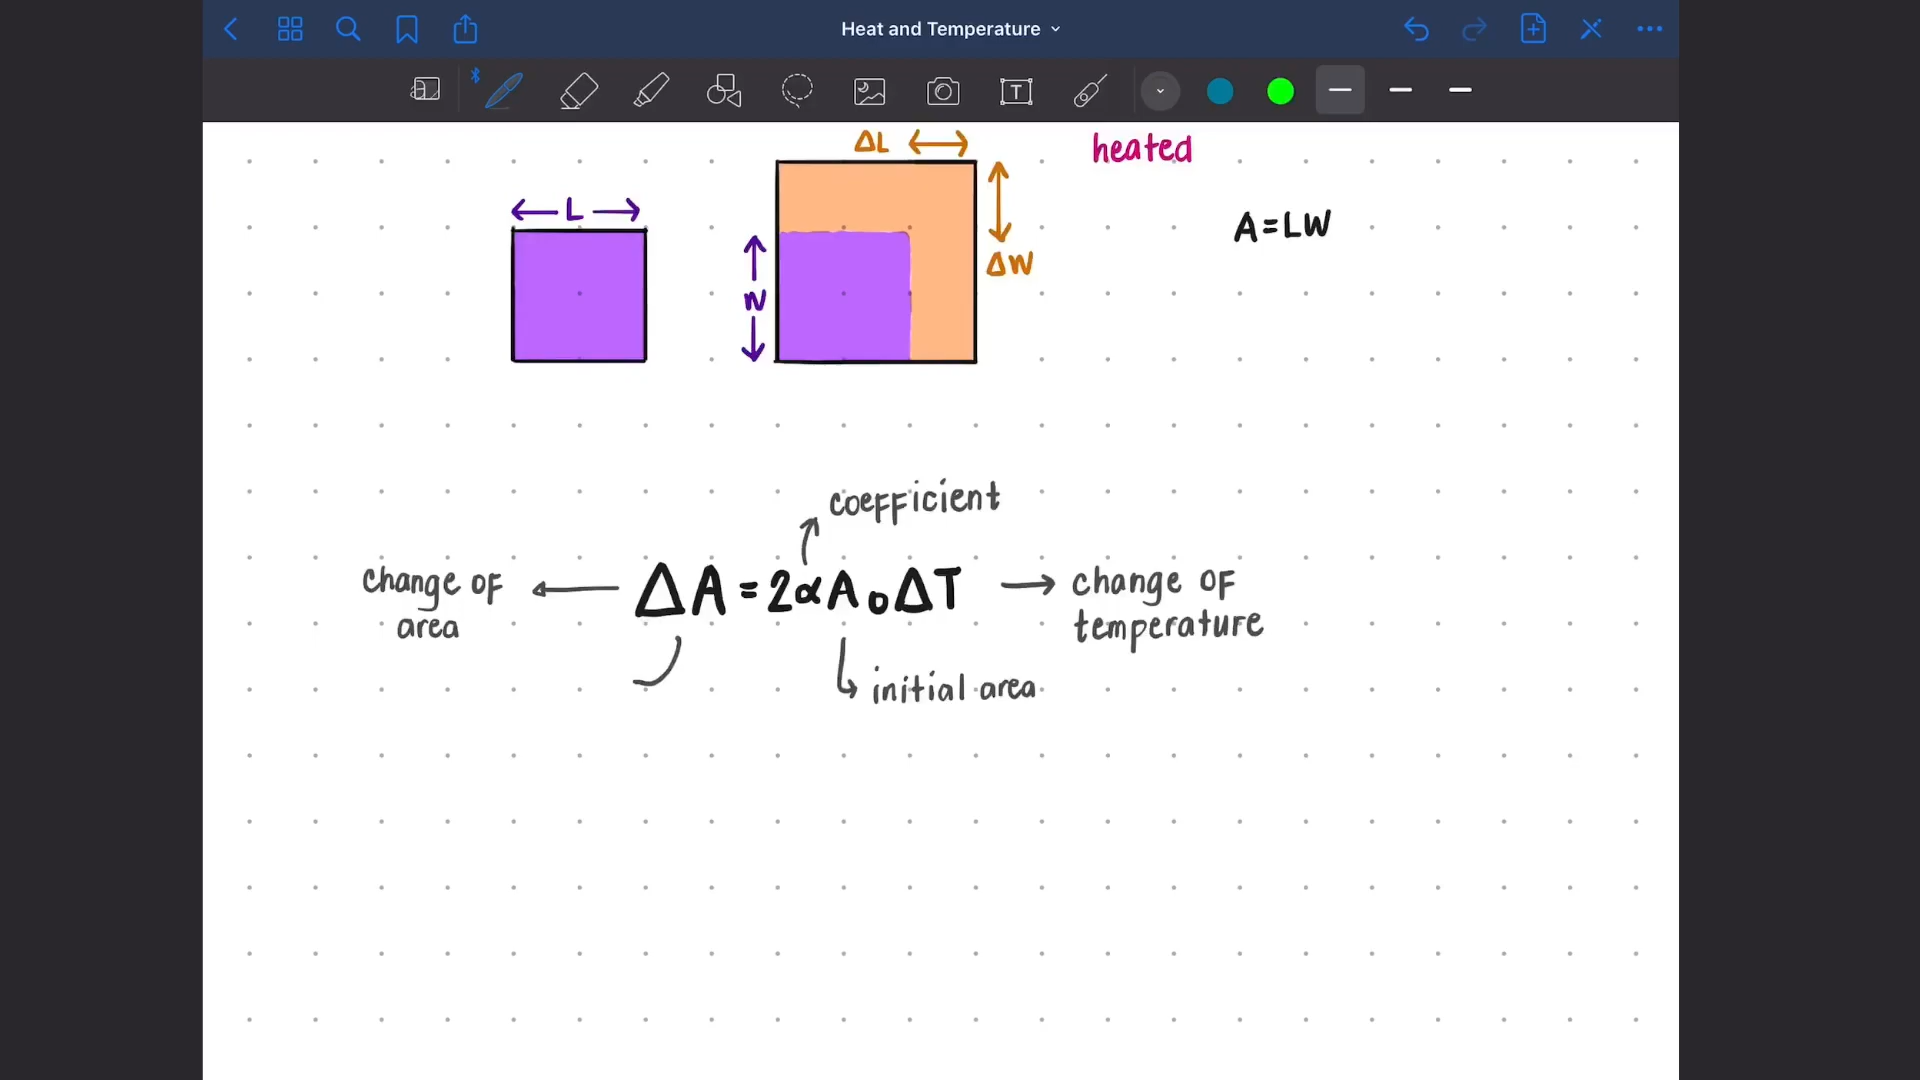 Heat and Temperature
T
ΔL
heated
L
A=LW
W
ΔW
coefficient
ΔA=2αA₀ΔT
change of
area
change of
temperature
initial area